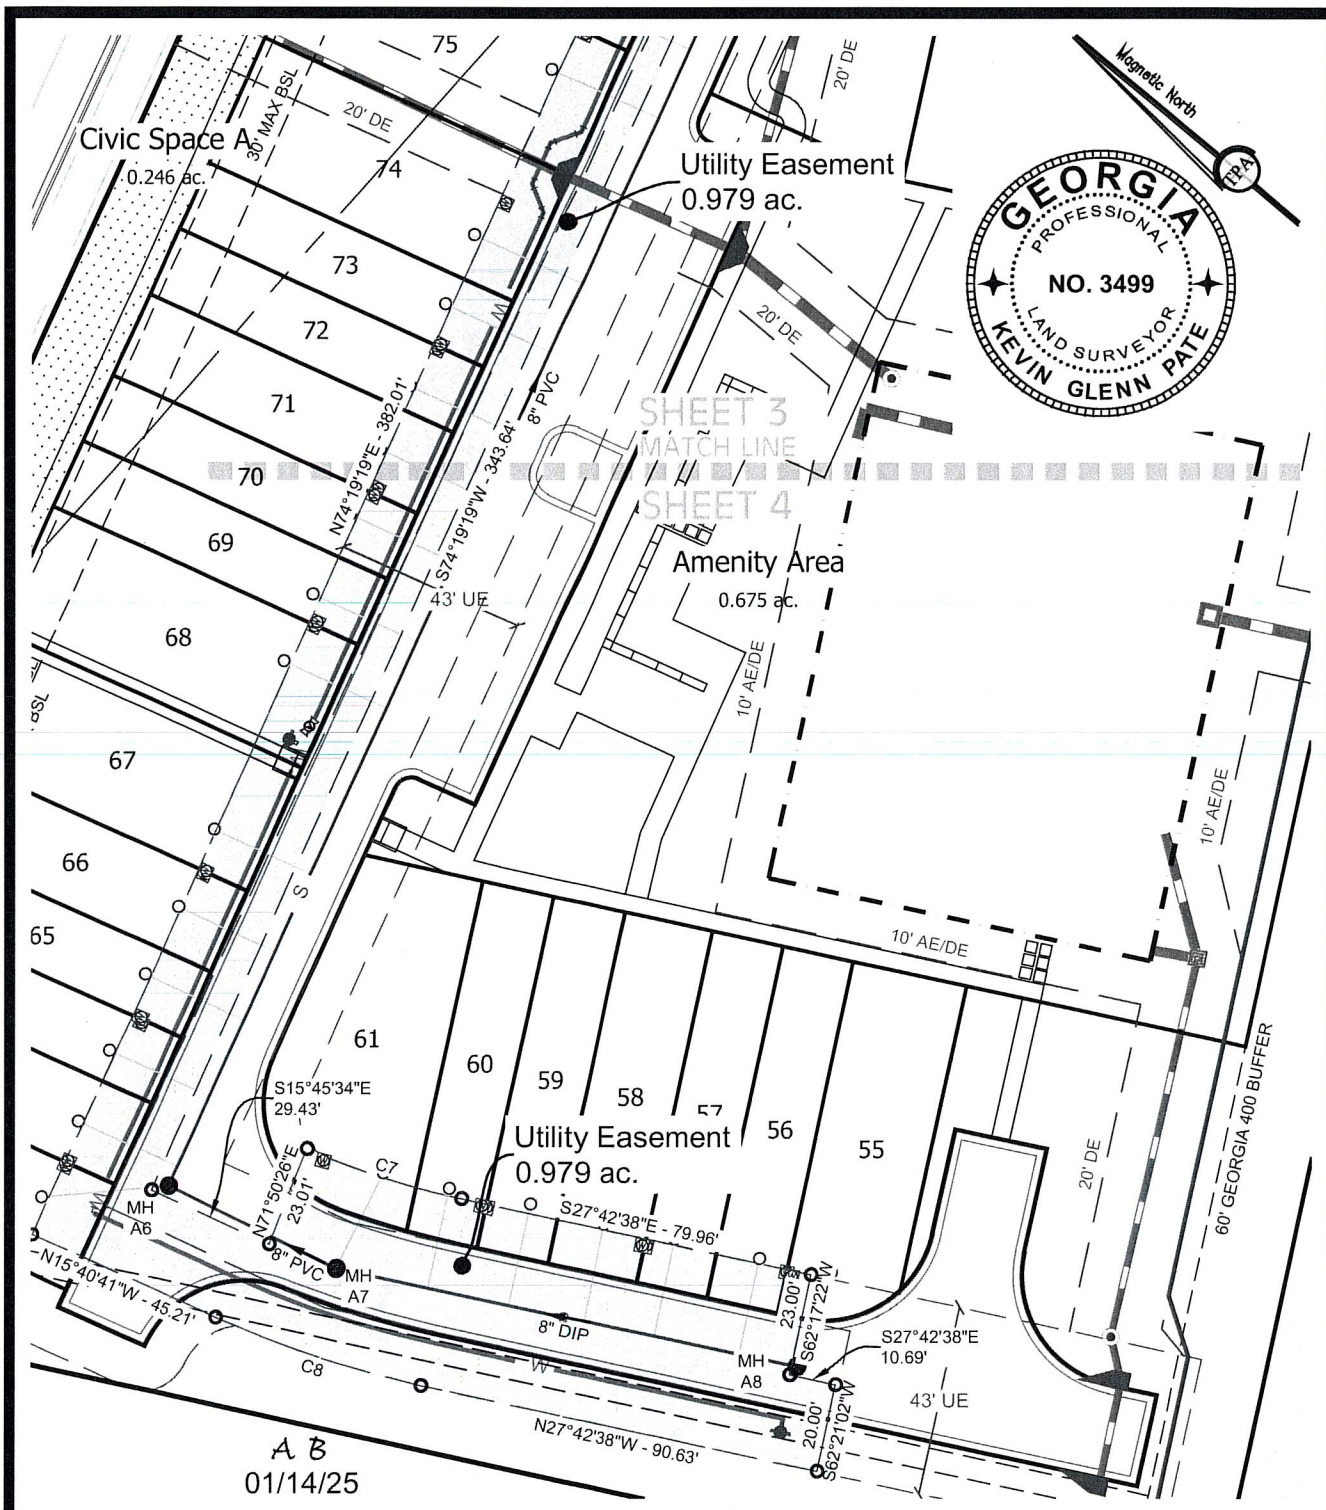 75
20' DE
Magnetic North
TPA
Civic Space A
0.246 ac.
30' MAX BSL
20' DE
74
Utility Easement
0.979 ac.
GEORGIA
PROFESSIONAL
NO. 3499
LAND SURVEYOR
KEVIN GLENN PATE
73
72
71
70
69
68
67
66
65
W
20' DE
N74°19'19"E - 382.01'
S74°19'19"W - 343.64'
8" PVC
SHEET 3
MATCH LINE
SHEET 4
43' UE
Amenity Area
0.675 ac.
10' AE/DE
10' AE/DE
BSL
S
10' AE/DE
61
60
59
58
57
56
55
S15°45'34"E
29.43'
Utility Easement
0.979 ac.
20' DE
60' GEORGIA 400 BUFFER
C7
N71°50'26"E
23.01'
S27°42'38"E - 79.96'
MH
A6
W
8" PVC
MH
A7
N15°40'41"W - 45.21'
8" DIP
23.00'
S62°17'22"W
S27°42'38"E
10.69'
MH
A8
W
C8
43' UE
20.00'
S62°21'02"W
N27°42'38"W - 90.63'
A B
01/14/25